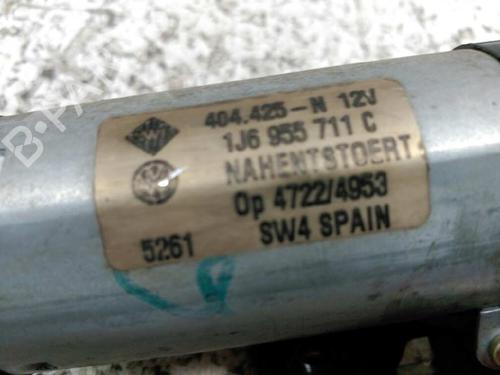 404.425-N 12V
1J6 955 711 C
NAHENTSTOERT
Op 4722/4953
5261 SW4 SPAIN